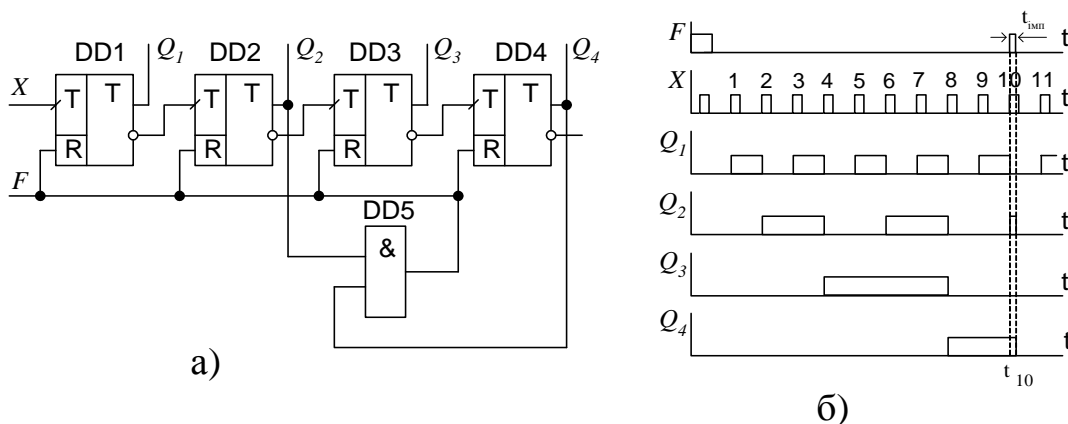 DD1 Q1 DD2 Q2 DD3 Q3 DD4 Q4
X T T T T T T T T
R R R R
F
DD5
&
а)
F tімп t
X 1 2 3 4 5 6 7 8 9 10 11 t
Q1 t
Q2 t
Q3 t
Q4 t
t 10
б)